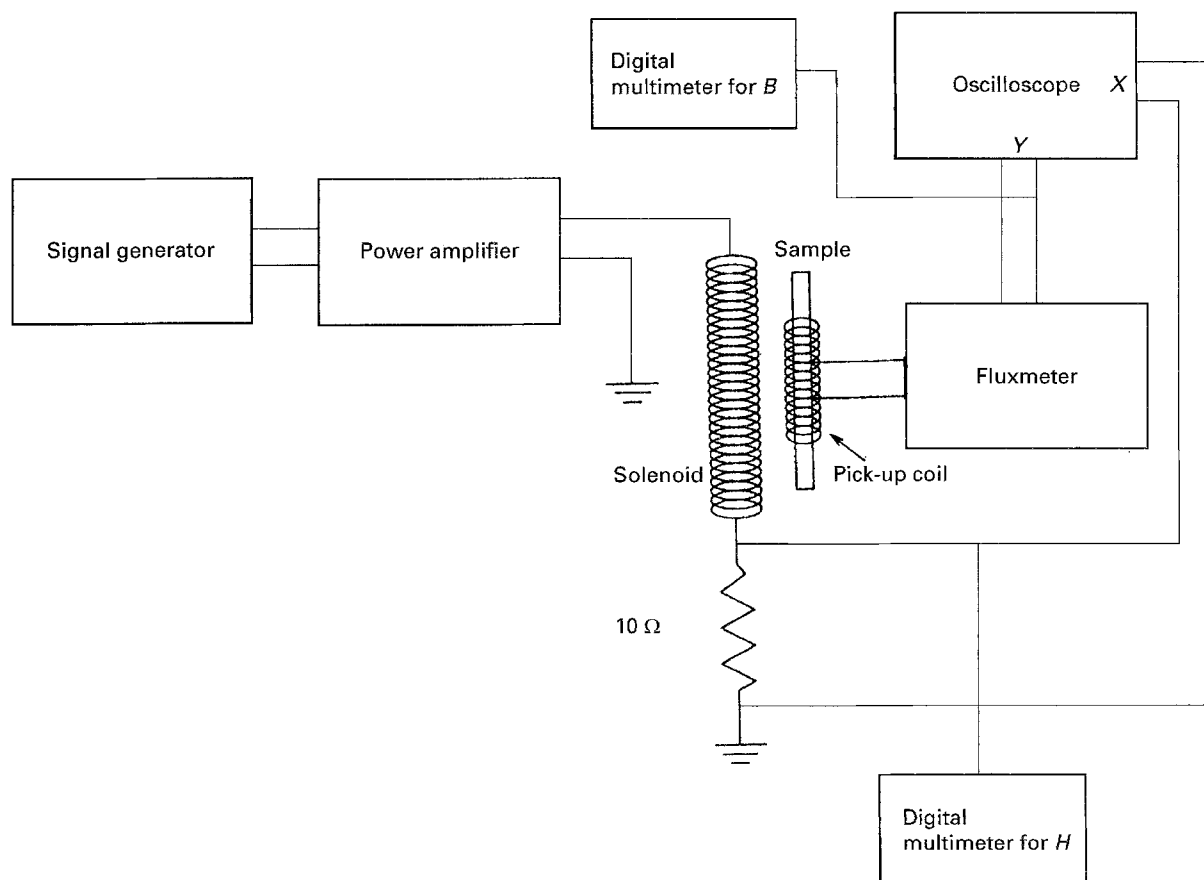 Digital
multimeter for B
Oscilloscope X
Y
Signal generator
Power amplifier
Sample
Fluxmeter
Solenoid
Pick-up coil
10 Ω
Digital
multimeter for H